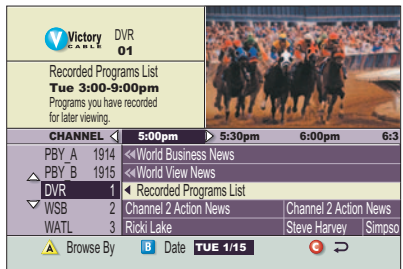 Victory CABLE
DVR
01
Recorded Programs List
Tue 3:00-9:00pm
Programs you have recorded
for later viewing.
CHANNEL 5:00pm 5:30pm 6:00pm 6:3
PBY_A 1914 «World Business News
PBY_B 1915 «World View News
DVR 1 Recorded Programs List
WSB 2 Channel 2 Action News Channel 2 Action News
WATL 3 Ricki Lake Steve Harvey Simpso
A Browse By B Date TUE 1/15 C